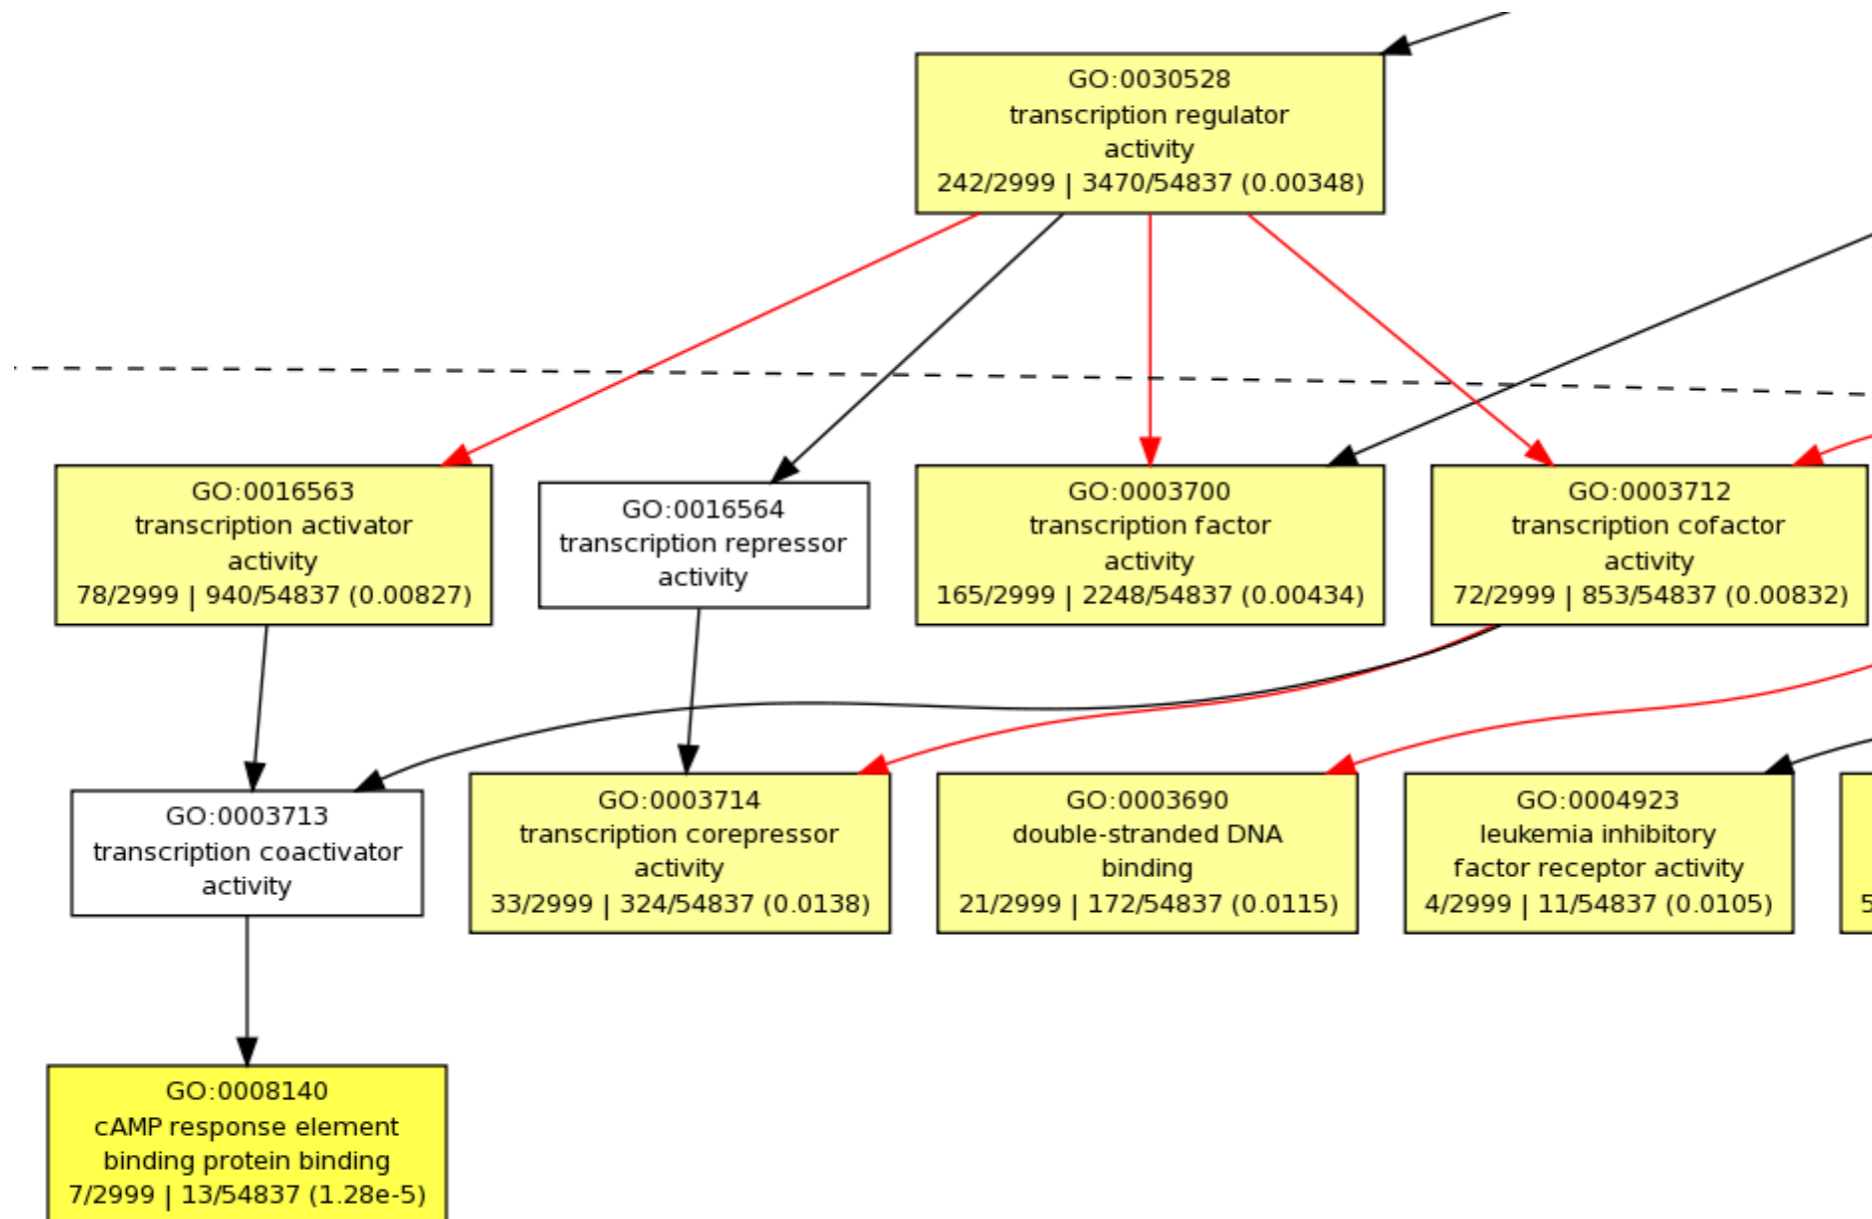 GO:0030528
transcription regulator
activity
242/2999 | 3470/54837 (0.00348)
GO:0016563
transcription activator
activity
78/2999 | 940/54837 (0.00827)
GO:0016564
transcription repressor
activity
GO:0003700
transcription factor
activity
165/2999 | 2248/54837 (0.00434)
GO:0003712
transcription cofactor
activity
72/2999 | 853/54837 (0.00832)
GO:0003713
transcription coactivator
activity
GO:0003714
transcription corepressor
activity
33/2999 | 324/54837 (0.0138)
GO:0003690
double-stranded DNA
binding
21/2999 | 172/54837 (0.0115)
GO:0004923
leukemia inhibitory
factor receptor activity
4/2999 | 11/54837 (0.0105)
5
GO:0008140
cAMP response element
binding protein binding
7/2999 | 13/54837 (1.28e-5)